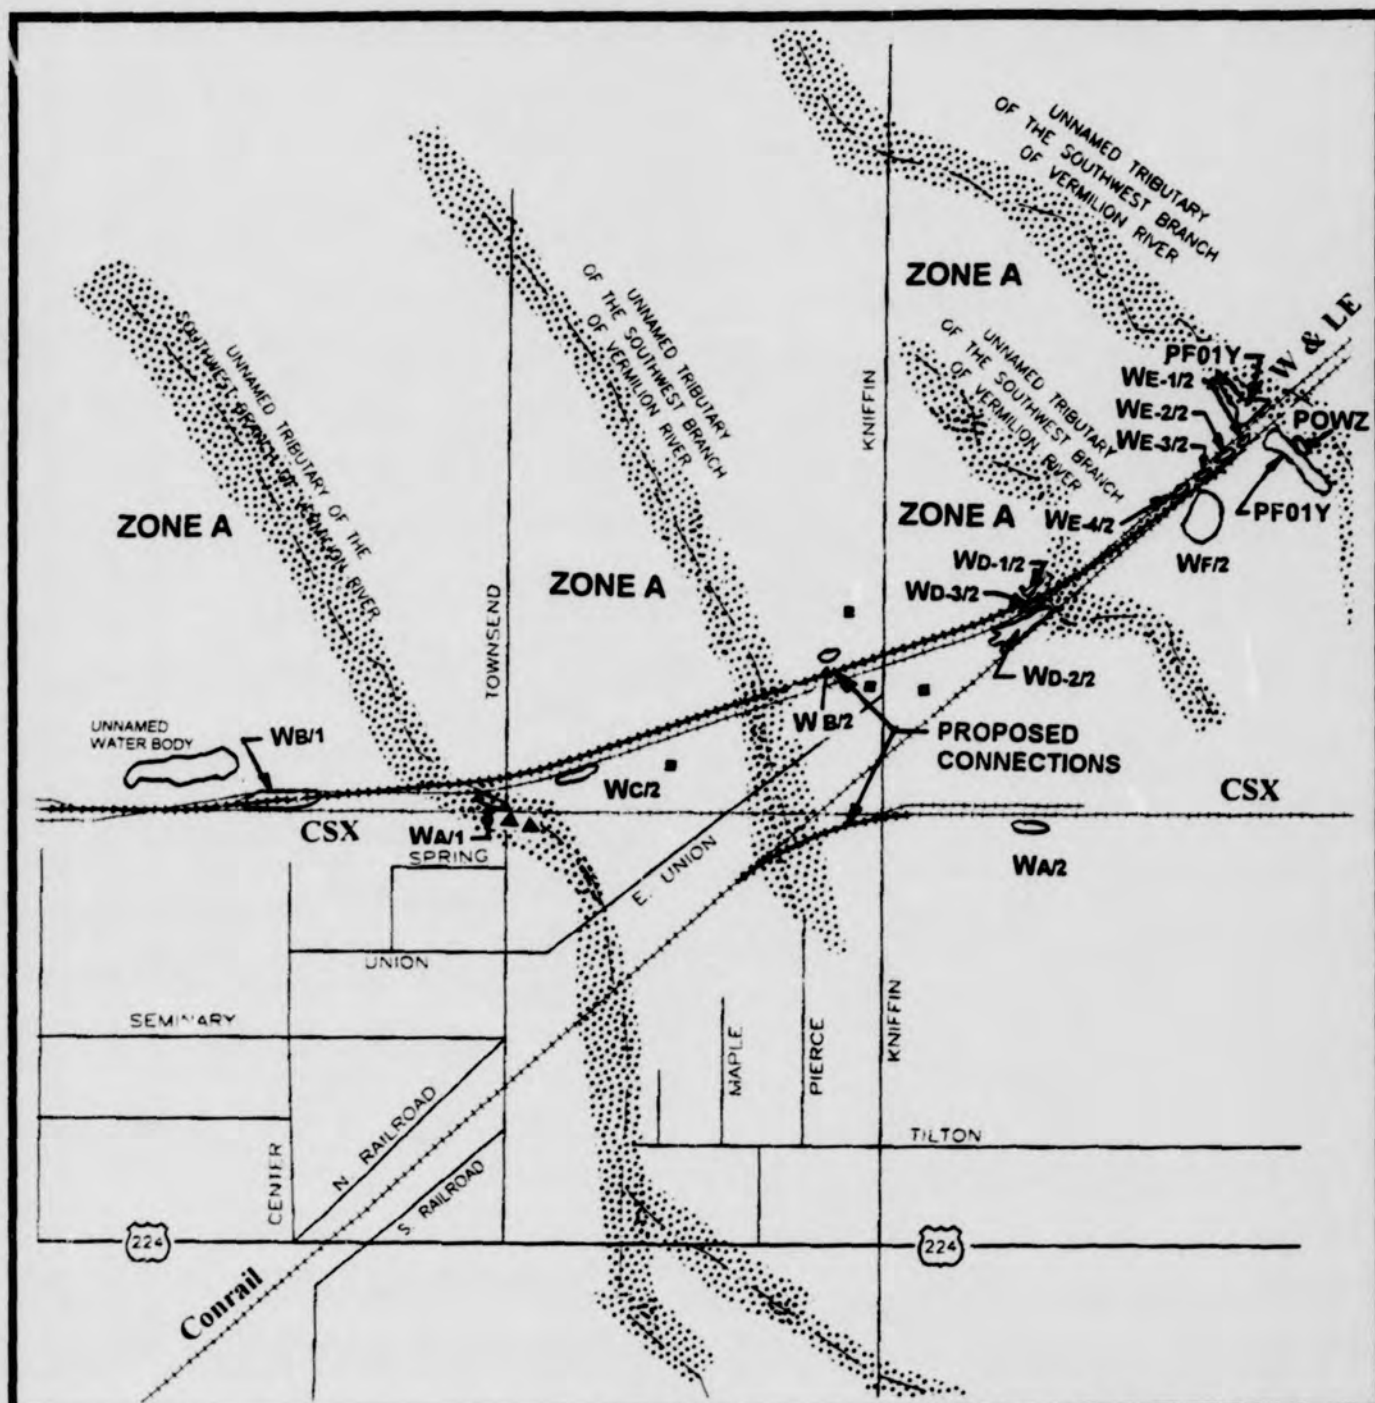 UNNAMED TRIBUTARY
OF THE SOUTHWEST BRANCH
OF VERMILION RIVER
ZONE A
UNNAMED TRIBUTARY
OF THE SOUTHWEST BRANCH
OF VERMILION RIVER
UNNAMED TRIBUTARY OF THE
SOUTHWEST BRANCH OF VERMILION RIVER
UNNAMED TRIBUTARY
OF THE SOUTHWEST BRANCH
OF VERMILION RIVER
W & LE
PF01Y
WE-1/2
WE-2/2
POWZ
WE-3/2
KNIFFIN
ZONE A
ZONE A
WE-4/2
PF01Y
WF/2
WD-1/2
ZONE A
WD-3/2
TOWNSEND
WD-2/2
UNNAMED
WATER BODY
WB/1
WB/2
PROPOSED
CONNECTIONS
WC/2
CSX
CSX
WA/1
SPRING
E. UNION
WA/2
UNION
SEMINARY
KNIFFIN
MAPLE
PIERCE
N RAILROAD
TILTON
CENTER
S. RAILROAD
224
224
Conrail